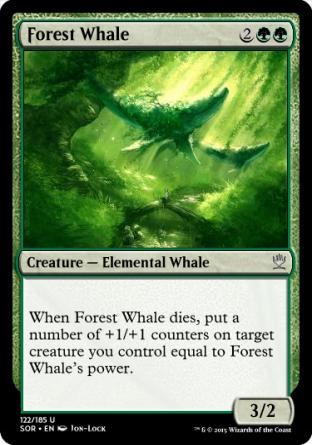 Forest Whale 2
Creature — Elemental Whale
When Forest Whale dies, put a
number of +1/+1 counters on target
creature you control equal to Forest
Whale's power.
3/2
122/185 U
SOR • EN Ion-Lock
™ & © 2015 Wizards of the Coast